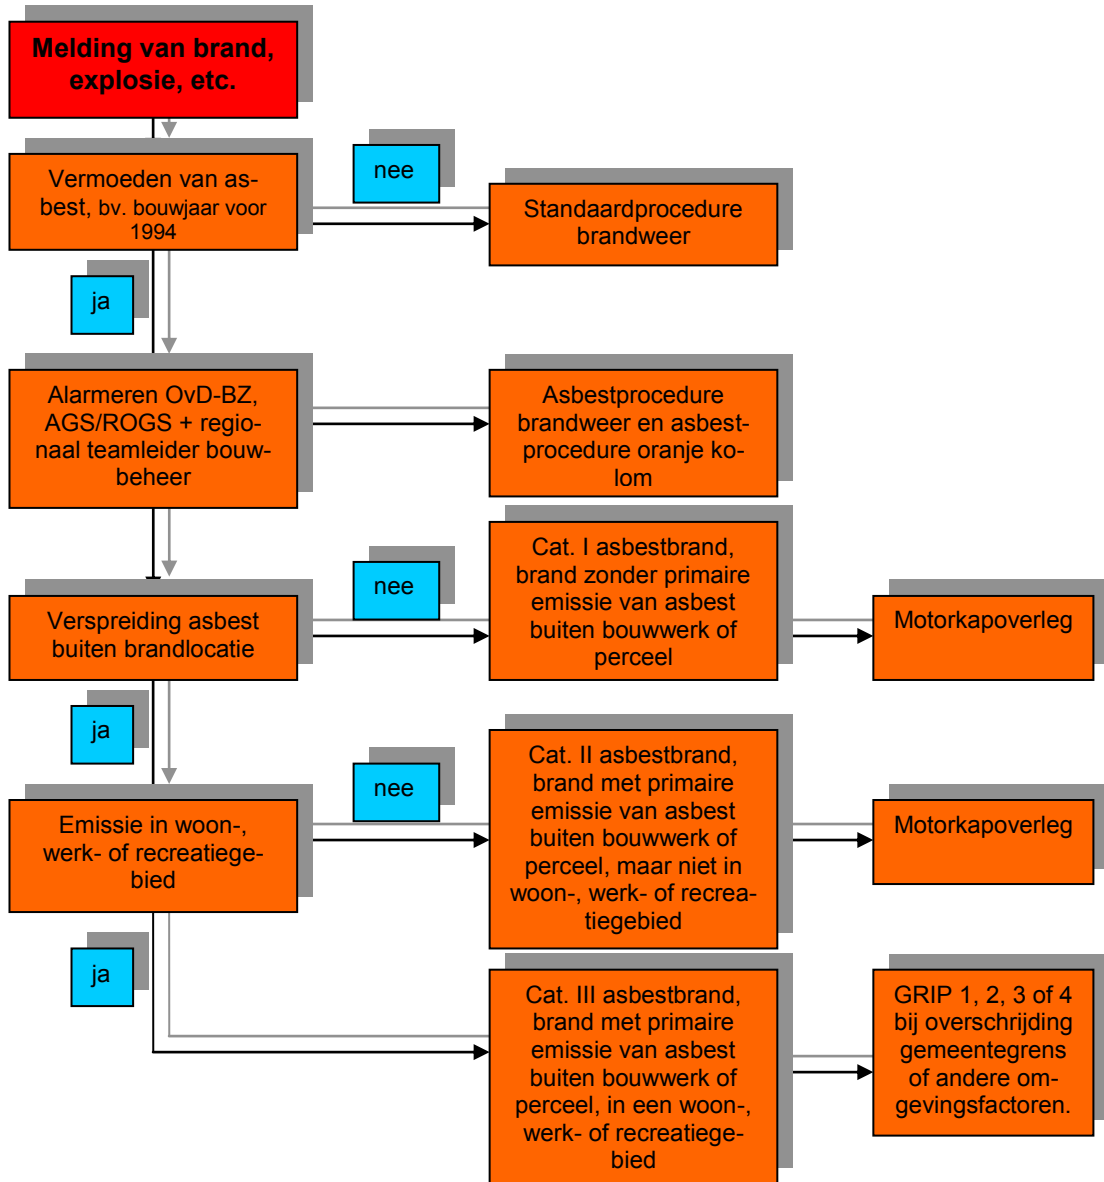 Melding van brand,
explosie, etc.
Vermoeden van as-
best, bv. bouwjaar voor
1994
nee
Standaardprocedure
brandweer
ja
Alarmeren OvD-BZ,
AGS/ROGS + regio-
naal teamleider bouw-
beheer
Asbestprocedure
brandweer en asbest-
procedure oranje ko-
lom
Verspreiding asbest
buiten brandlocatie
nee
Cat. I asbestbrand,
brand zonder primaire
emissie van asbest
buiten bouwwerk of
perceel
Motorkapoverleg
ja
Emissie in woon-,
werk- of recreatiege-
bied
nee
Cat. II asbestbrand,
brand met primaire
emissie van asbest
buiten bouwwerk of
perceel, maar niet in
woon-, werk- of recrea-
tiegebied
Motorkapoverleg
ja
Cat. III asbestbrand,
brand met primaire
emissie van asbest
buiten bouwwerk of
perceel, in een woon-,
werk- of recreatiege-
bied
GRIP 1, 2, 3 of 4
bij overschrijding
gemeentegrens
of andere om-
gevingsfactoren.